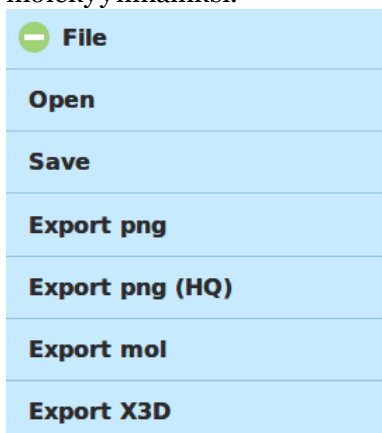 File
Open
Save
Export png
Export png (HQ)
Export mol
Export X3D